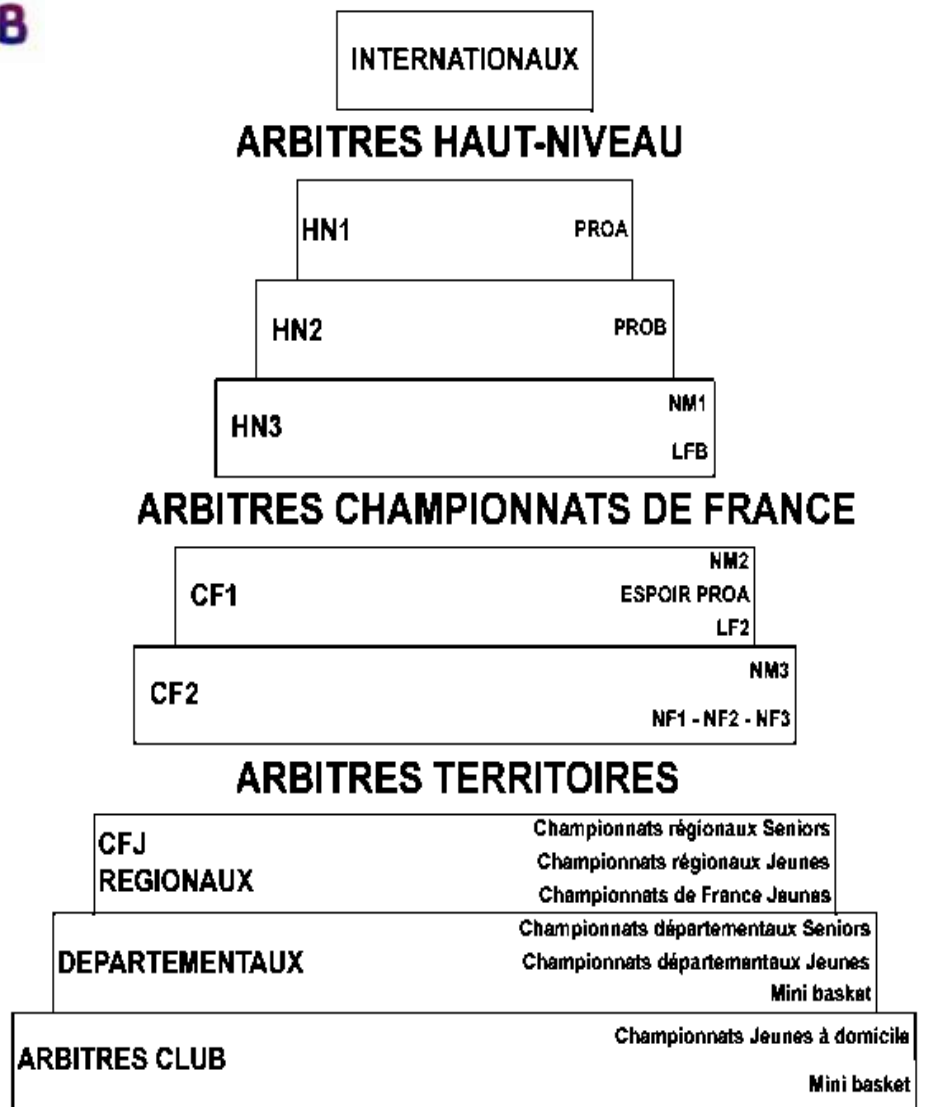 B
INTERNATIONAUX
ARBITRES HAUT-NIVEAU
HN1 PROA
HN2 PROB
HN3
NM1
LFB
ARBITRES CHAMPIONNATS DE FRANCE
CF1
NM2
ESPOIR PROA
LF2
CF2
NM3
NF1 - NF2 - NF3
ARBITRES TERRITOIRES
CFJ
REGIONAUX
Championnats régionaux Seniors
Championnats régionaux Jeunes
Championnats de France Jeunes
DEPARTEMENTAUX
Championnats départementaux Seniors
Championnats départementaux Jeunes
Mini basket
ARBITRES CLUB
Championnats Jeunes à domicile
Mini basket